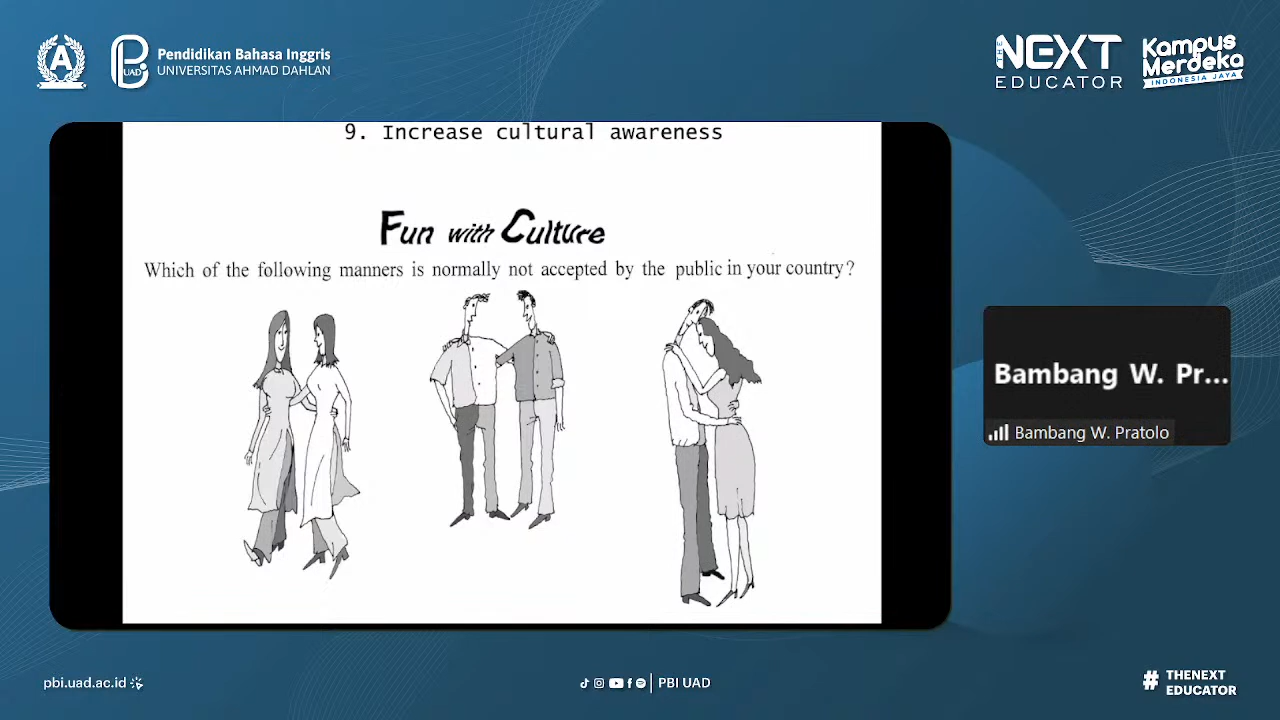 A
UAD
Pendidikan Bahasa Inggris
UNIVERSITAS AHMAD DAHLAN
THE NEXT
EDUCATOR
Kampus
Merdeka
INDONESIA JAYA
9. Increase cultural awareness
Fun with Culture
Which of the following manners is normally not accepted by the public in your country?
Bambang W. Pr...
Bambang W. Pratolo
pbi.uad.ac.id
PBI UAD
# THENEXT
EDUCATOR